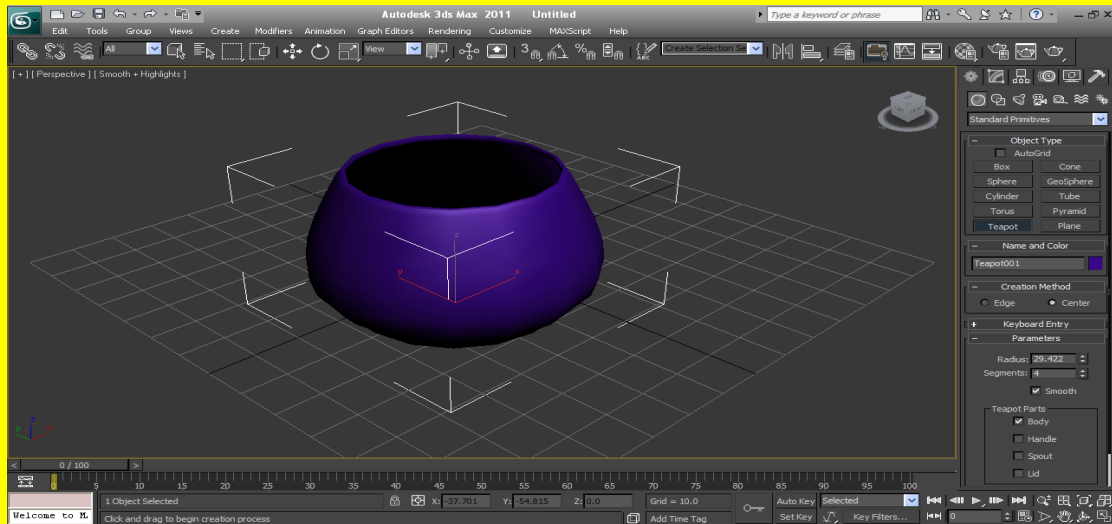 Autodesk 3ds Max 2011 Untitled
Type a keyword or phrase
Edit Tools Group Views Create Modifiers Animation Graph Editors Rendering Customize MAXScript Help
All View 3 % ABC Create Selection Se
[ + ] [ Perspective ] [ Smooth + Highlights ]
Standard Primitives
Object Type
AutoGrid
Box Cone
Sphere GeoSphere
Cylinder Tube
Torus Pyramid
Teapot Plane
Name and Color
Teapot001
Creation Method
Edge Center
Keyboard Entry
Parameters
Radius: 29.422
Segments: 4
Smooth
Teapot Parts
Body
Handle
Spout
Lid
z
y x
z
y x
0 / 100
0 5 10 15 20 25 30 35 40 45 50 55 60 65 70 75 80 85 90 95 100
1 Object Selected X: -37.701 Y: -54.815 Z: 0.0 Grid = 10.0 Auto Key Selected
Welcome to M Click and drag to begin creation process Add Time Tag Set Key Key Filters... 0